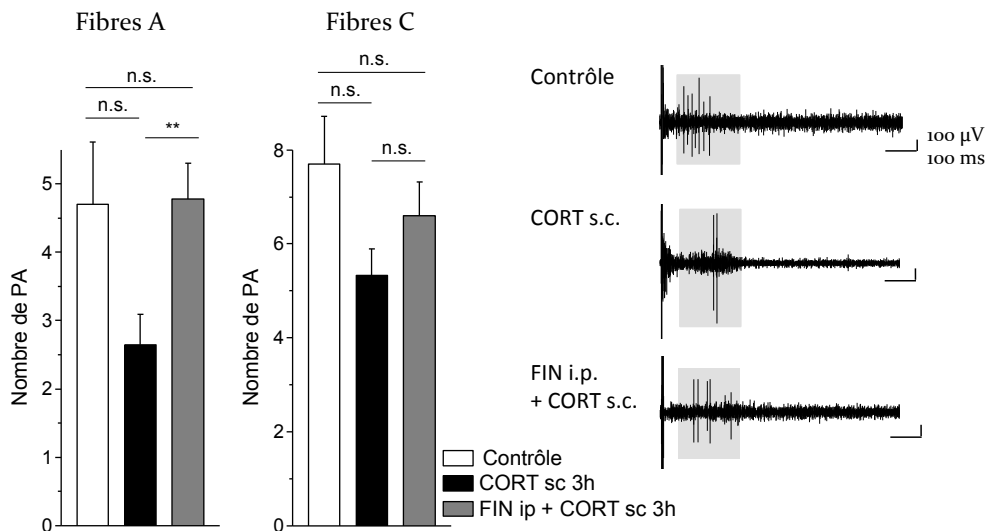 Fibres A
Fibres C
n.s.
n.s.
**
n.s.
n.s.
n.s.
Nombre de PA
5
4
3
2
1
0
Nombre de PA
8
6
4
2
0
Contrôle
CORT sc 3h
FIN ip + CORT sc 3h
Contrôle
100 µV
100 ms
CORT s.c.
FIN i.p.
+ CORT s.c.